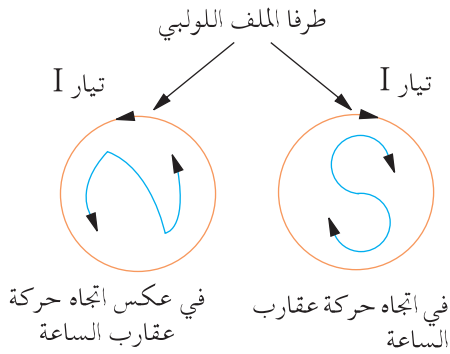 طرفا الملف اللولبي
تيار I
تيار I
في اتجاه حركة عقارب
الساعة
في عكس اتجاه حركة
عقارب الساعة